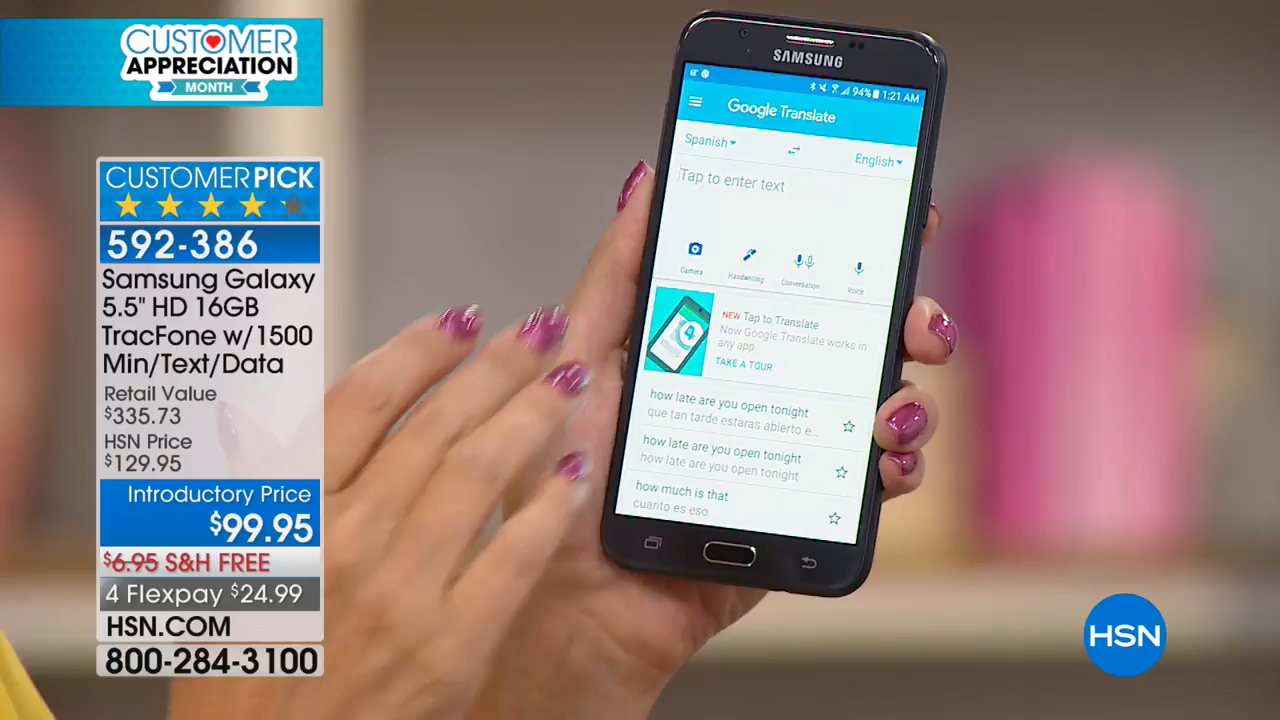 CUSTOMER
APPRECIATION
MONTH
CUSTOMER PICK
592-386
Samsung Galaxy
5.5" HD 16GB
TracFone w/1500
Min/Text/Data
Retail Value
$335.73
HSN Price
$129.95
Introductory Price
$99.95
$6.95 S&H FREE
4 Flexpay $24.99
HSN.COM
800-284-3100
SAMSUNG
94% 1:21 AM
Google Translate
Spanish
English
Tap to enter text
Camera
Handwriting
Conversation
Voice
NEW Tap to Translate
Now Google Translate works in
any app
TAKE A TOUR
how late are you open tonight
que tan tarde estaras abierto e...
how late are you open tonight
how late are you open tonight
how much is that
cuanto es eso
HSN